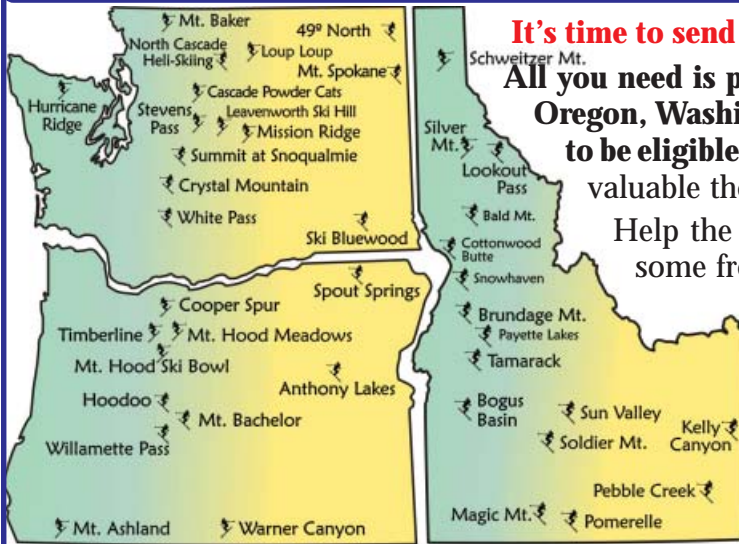 It's time to send
All you need is p
Oregon, Washi
to be eligible
valuable the
Help the
some fro
Mt. Baker
49º North
North Cascade
Heli-Skiing
Loup Loup
Mt. Spokane
Hurricane
Ridge
Cascade Powder Cats
Stevens
Pass
Leavenworth Ski Hill
Mission Ridge
Summit at Snoqualmie
Crystal Mountain
White Pass
Ski Bluewood
Spout Springs
Cooper Spur
Timberline
Mt. Hood Meadows
Mt. Hood Ski Bowl
Anthony Lakes
Hoodoo
Mt. Bachelor
Willamette Pass
Mt. Ashland
Warner Canyon
Schweitzer Mt.
Silver
Mt.
Lookout
Pass
Bald Mt.
Cottonwood
Butte
Snowhaven
Brundage Mt.
Payette Lakes
Tamarack
Bogus
Basin
Sun Valley
Soldier Mt.
Kelly
Canyon
Pebble Creek
Magic Mt.
Pomerelle